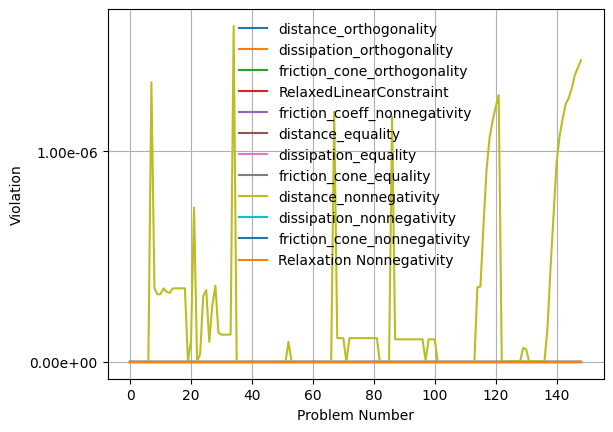 distance_orthogonality
dissipation_orthogonality
friction_cone_orthogonality
RelaxedLinearConstraint
friction_coeff_nonnegativity
distance_equality
dissipation_equality
friction_cone_equality
distance_nonnegativity
dissipation_nonnegativity
friction_cone_nonnegativity
Relaxation Nonnegativity
Violation
1.00e-06
0.00e+00
0 20 40 60 80 100 120 140
Problem Number